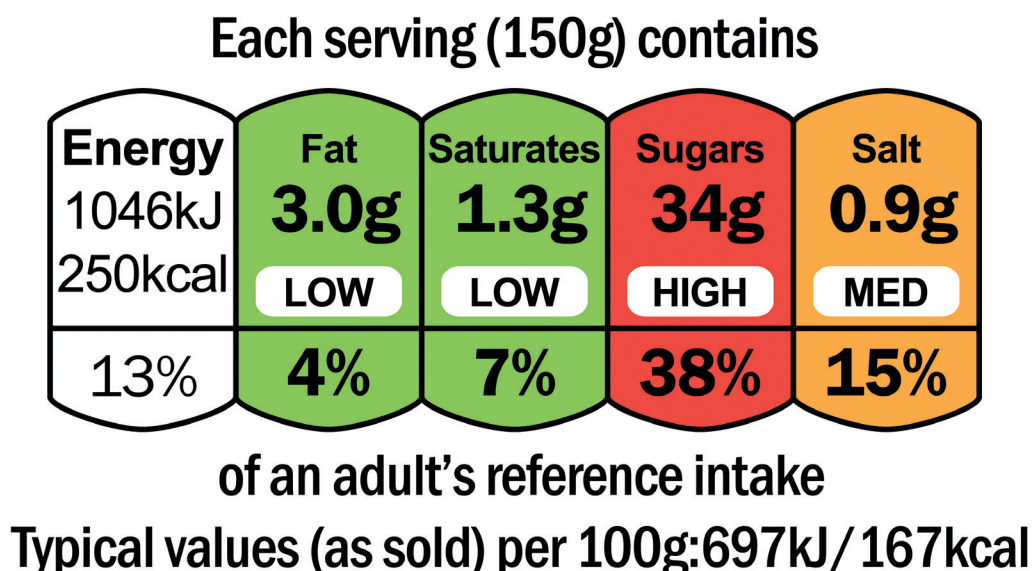 Each serving (150g) contains
Energy
1046kJ
250kcal
13%
Fat
3.0g
LOW
4%
Saturates
1.3g
LOW
7%
Sugars
34g
HIGH
38%
Salt
0.9g
MED
15%
of an adult’s reference intake
Typical values (as sold) per 100g:697kJ/167kcal